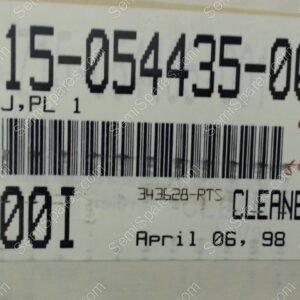 15-054435-00
J,PL 1
343628-RTS
00I CLEANE
April 06, 98